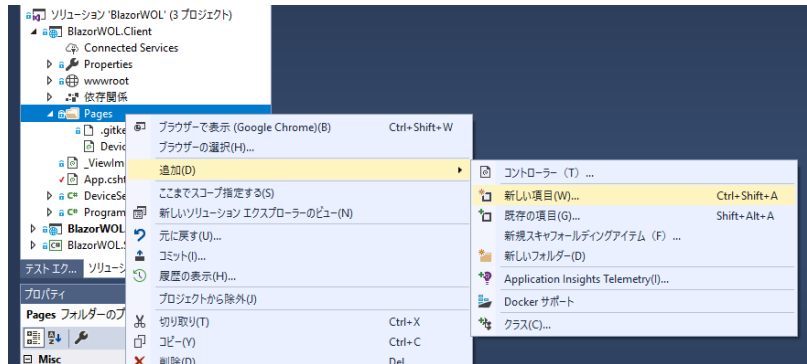 ソリューション 'BlazorWOL' (3 プロジェクト)
BlazorWOL.Client
Connected Services
Properties
wwwroot
依存関係
Pages
.gitke
Devic
_ViewIm
App.csht
DeviceSe
Program
BlazorWOL
BlazorWOL.S
テスト エク...
ソリューシ
プロパティ
Pages フォルダーのプ
Misc
ブラウザーで表示 (Google Chrome)(B) Ctrl+Shift+W
ブラウザーの選択(H)...
追加(D)
ここまでスコープ指定する(S)
新しいソリューション エクスプローラーのビュー(N)
元に戻す(U)...
コミット(I)...
履歴の表示(H)...
プロジェクトから除外(J)
切り取り(T) Ctrl+X
コピー(Y) Ctrl+C
削除(D) Del
コントローラー（T）...
新しい項目(W)... Ctrl+Shift+A
既存の項目(G)... Shift+Alt+A
新規スキャフォールディングアイテム（F）...
新しいフォルダー(D)
Application Insights Telemetry(I)...
Docker サポート
クラス(C)...